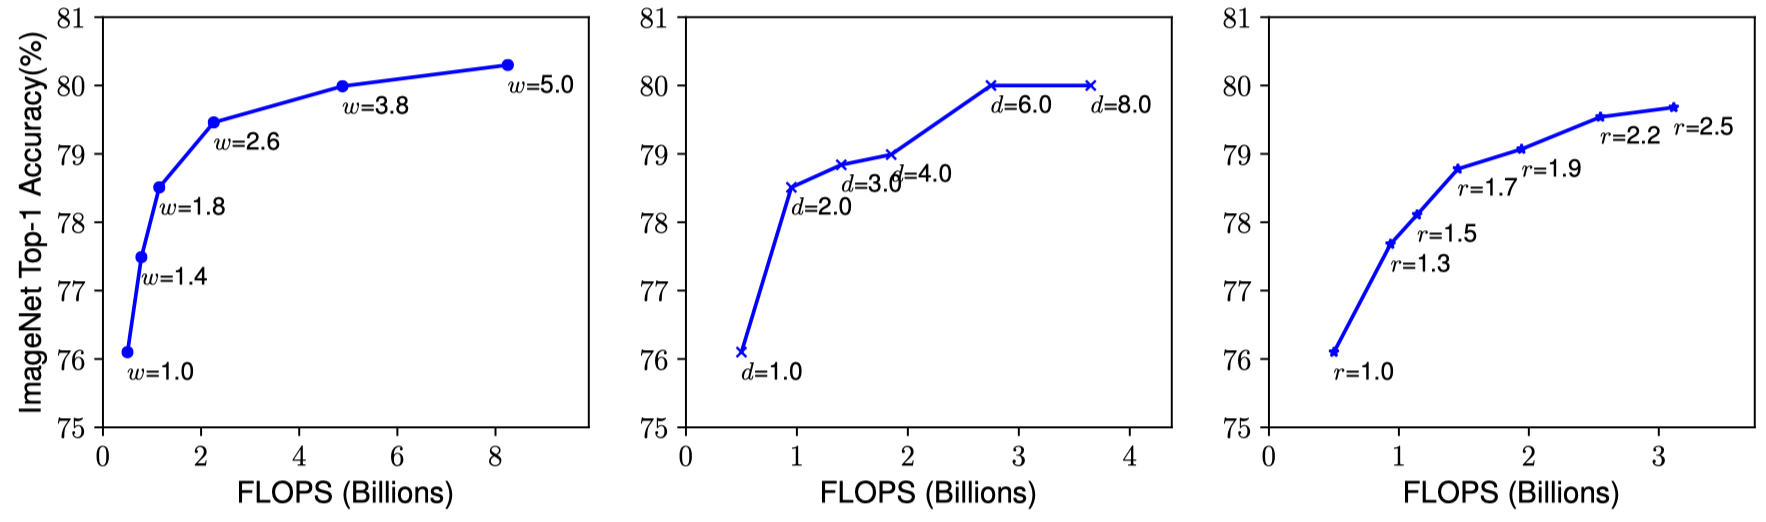 ImageNet Top-1 Accuracy(%)
81
80
79
78
77
76
75
0 2 4 6 8
FLOPS (Billions)
w=1.0
w=1.4
w=1.8
w=2.6
w=3.8
w=5.0
81
80
79
78
77
76
75
0 1 2 3 4
FLOPS (Billions)
d=1.0
d=2.0
d=3.0
d=4.0
d=6.0
d=8.0
81
80
79
78
77
76
75
0 1 2 3
FLOPS (Billions)
r=1.0
r=1.3
r=1.5
r=1.7
r=1.9
r=2.2
r=2.5